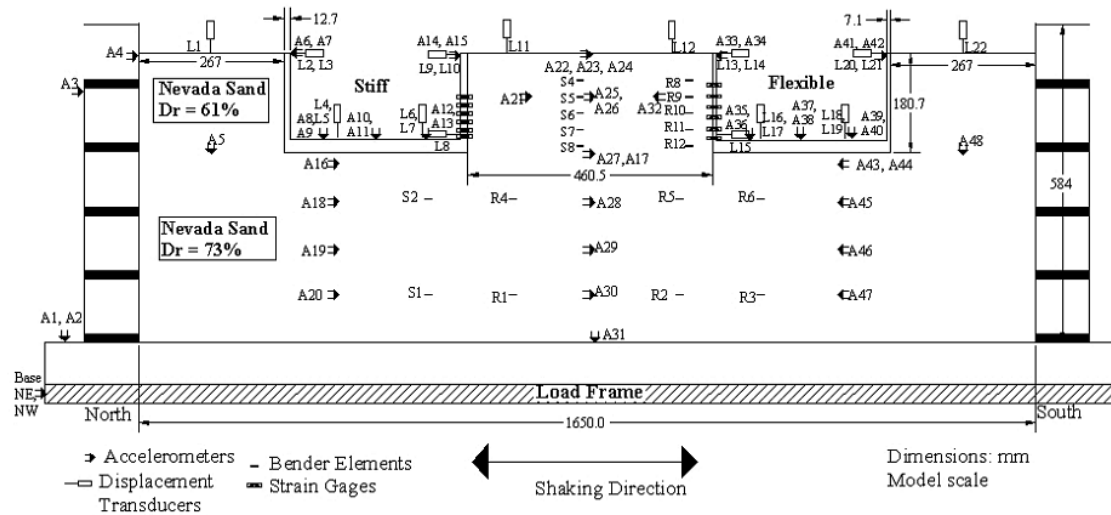 12.7
7.1
A4
L1
A6, A7
A14, A15
L11
L12
A33, A34
A41, A42
L22
267
L2, L3
L9, L10
A22, A23, A24
L13, L14
L20, L21
267
A3
Nevada Sand
Dr = 61%
Stiff
Flexible
S4
R8
A21
S5
A25,
A26
A32
R9
L4,
L5
A8,
A9
A10,
A11
L6,
L7
A12
A13
L8
S6
R10
S7
R11
S8
R12
A35,
A36
L16,
L17
A37,
A38
L18
L19
A39,
A40
L15
180.7
A5
A48
A16
A27, A17
A43, A44
460.5
584
A18
S2
R4
A28
R5
R6
A45
Nevada Sand
Dr = 73%
A19
A29
A46
A20
S1
R1
A30
R2
R3
A47
A1, A2
A31
Base
NE,
NW
Load Frame
North
South
1650.0
Accelerometers
Displacement
Transducers
Bender Elements
Strain Gages
Shaking Direction
Dimensions: mm
Model scale